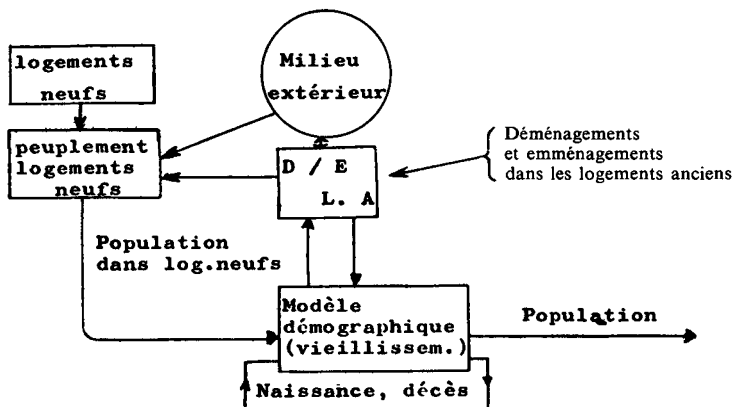 logements
neufs
Milieu
extérieur
peuplement
logements
neufs
D / E
L. A
Déménagements
et emménagements
dans les logements anciens
Population
dans log.neufs
Modèle
démographique
(vieillissem.)
Population
Naissance, décès